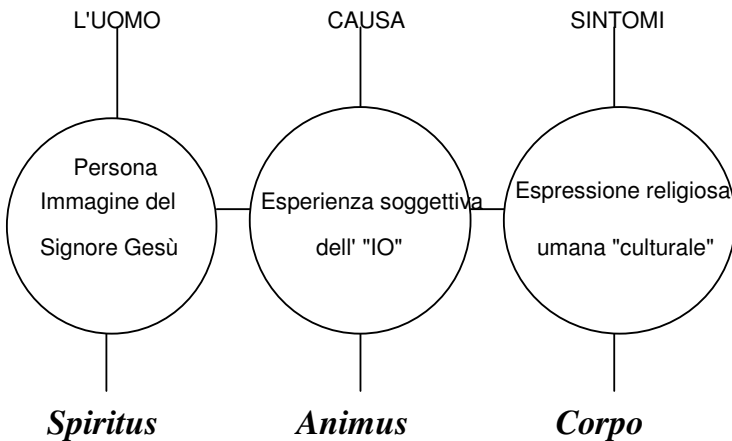 L'UOMO CAUSA SINTOMI
Persona
Immagine del
Signore Gesù
Esperienza soggettiva
dell' "IO"
Espressione religiosa
umana "culturale"
Spiritus Animus Corpo